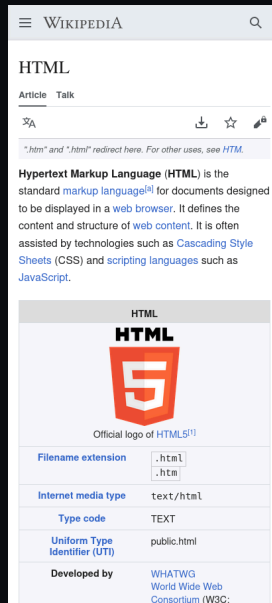 WIKIPEDIA
HTML
Article Talk
".htm" and ".html" redirect here. For other uses, see HTM.
Hypertext Markup Language (HTML) is the
standard markup language[a] for documents designed
to be displayed in a web browser. It defines the
content and structure of web content. It is often
assisted by technologies such as Cascading Style
Sheets (CSS) and scripting languages such as
JavaScript.
HTML
HTML
5
Official logo of HTML5[1]
Filename extension .html
.htm
Internet media type text/html
Type code TEXT
Uniform Type public.html
Identifier (UTI)
Developed by WHATWG
World Wide Web
Consortium (W3C;